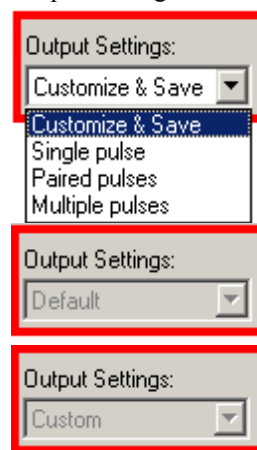 Output Settings:
Customize & Save
Customize & Save
Single pulse
Paired pulses
Multiple pulses
Output Settings:
Default
Output Settings:
Custom